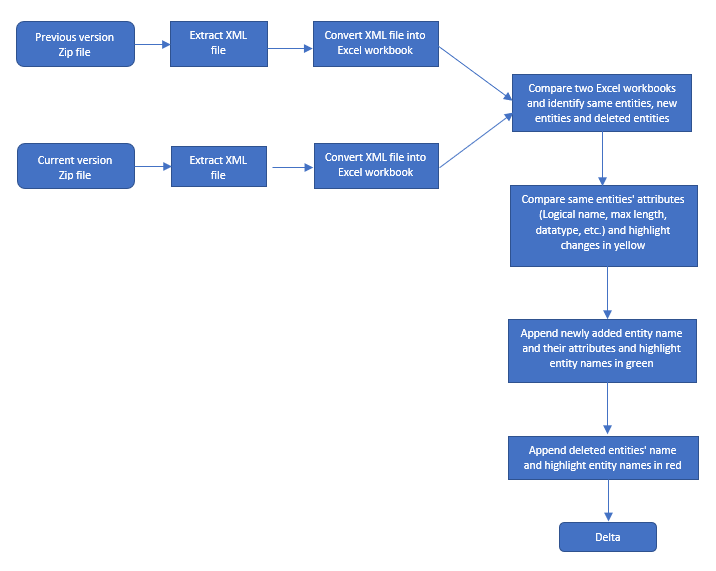 Previous version
Zip file
Extract XML
file
Convert XML file into
Excel workbook
Current version
Zip file
Extract XML
file
Convert XML file into
Excel workbook
Compare two Excel workbooks
and identify same entities, new
entities and deleted entities
Compare same entities' attributes
(Logical name, max length,
datatype, etc.) and highlight
changes in yellow
Append newly added entity name
and their attributes and highlight
entity names in green
Append deleted entities' name
and highlight entity names in red
Delta